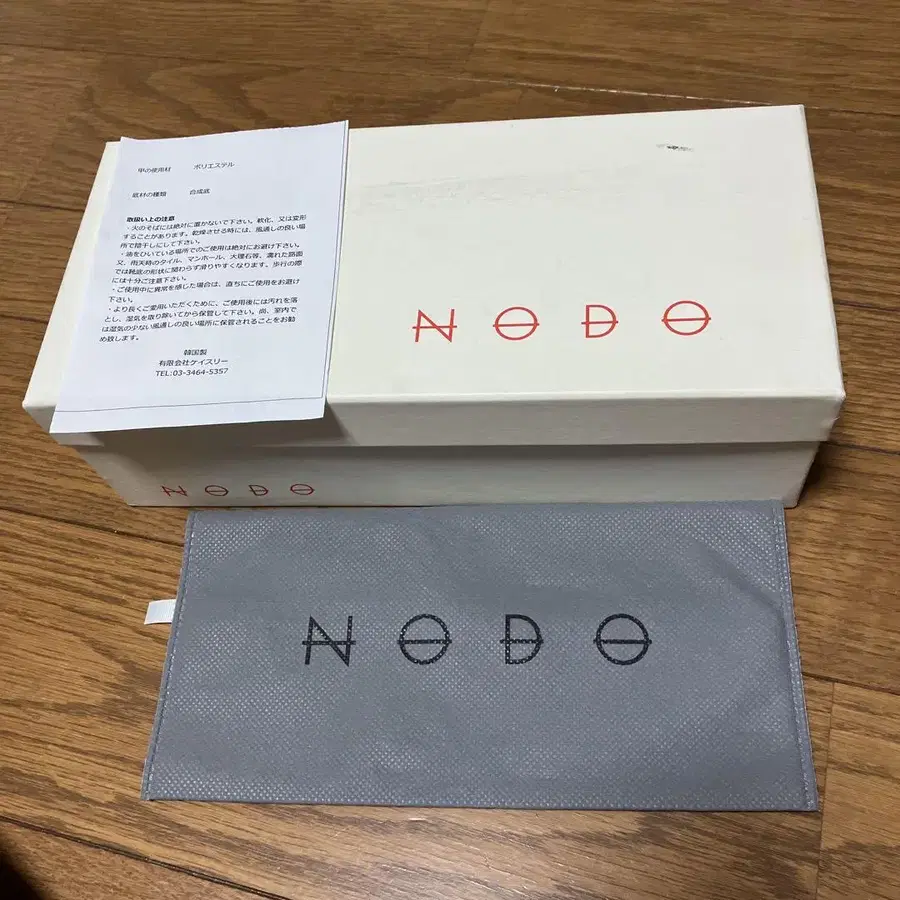 甲の使用材 ポリエステル
底材の種類 合成底
取扱い上の注意
・火のそばには絶対に置かないで下さい。軟化、又は変形
することがあります。乾燥させる時には、風通しの良い場
所で陰干しにして下さい。
・油をひいている場所でのご使用は絶対にお避け下さい。
又、雨天時のタイル、マンホール、大理石等、濡れた路面
では靴底の形状に関わらず滑りやすくなります。歩行の際
には十分ご注意下さい。
・ご使用中に異常を感じた場合は、直ちにご使用をお避け
下さい。
・より良くご愛用いただくために、ご使用後には汚れを落
とし、湿気を取り除いてから保管して下さい。尚、室内で
は湿気の少ない風通しの良い場所に保管されることをお勧
め致します。
韓国製
有限会社ケイスリー
TEL:03-3464-5357
NODO
NODO
NODO